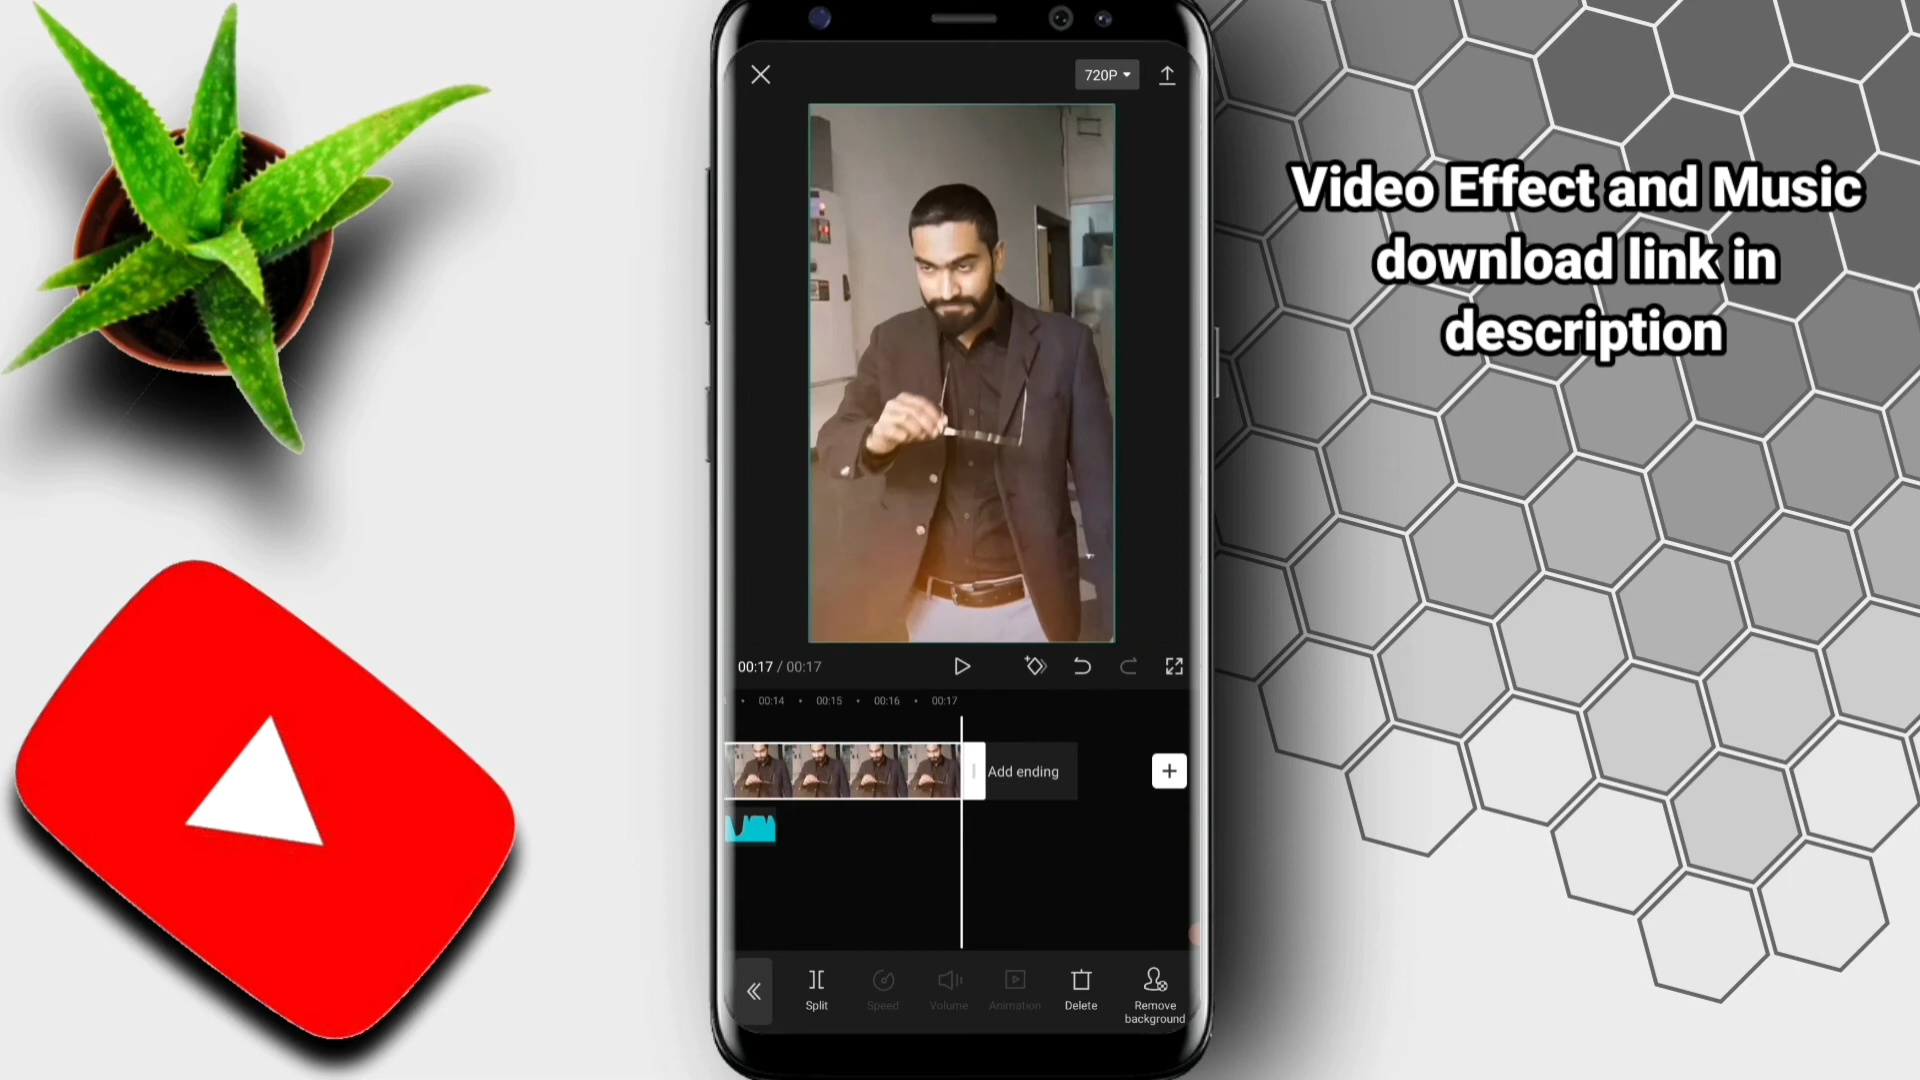 720P
Video Effect and Music
download link in
description
00:17 / 00:17
00:14 00:15 00:16 00:17
Add ending
Split Speed Volume Animation Delete Remove background